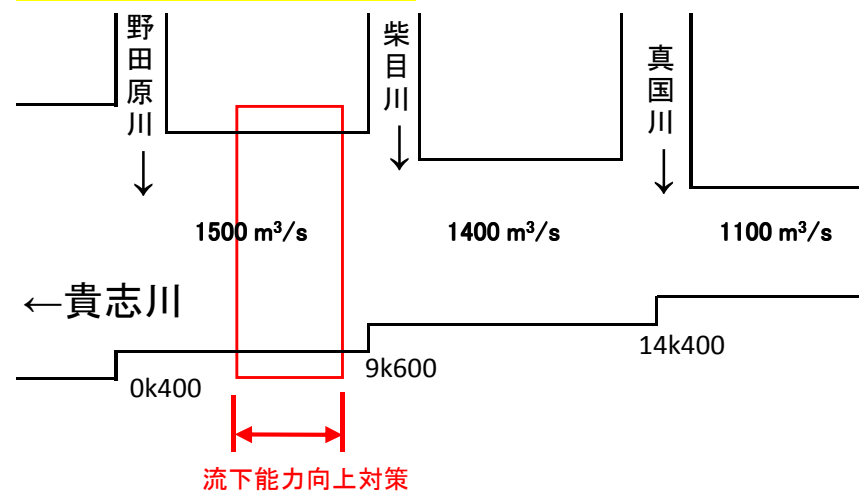 野田原川
柴目川
真国川
↓
↓
↓
1500 m³/s
1400 m³/s
1100 m³/s
←貴志川
0k400
9k600
14k400
流下能力向上対策